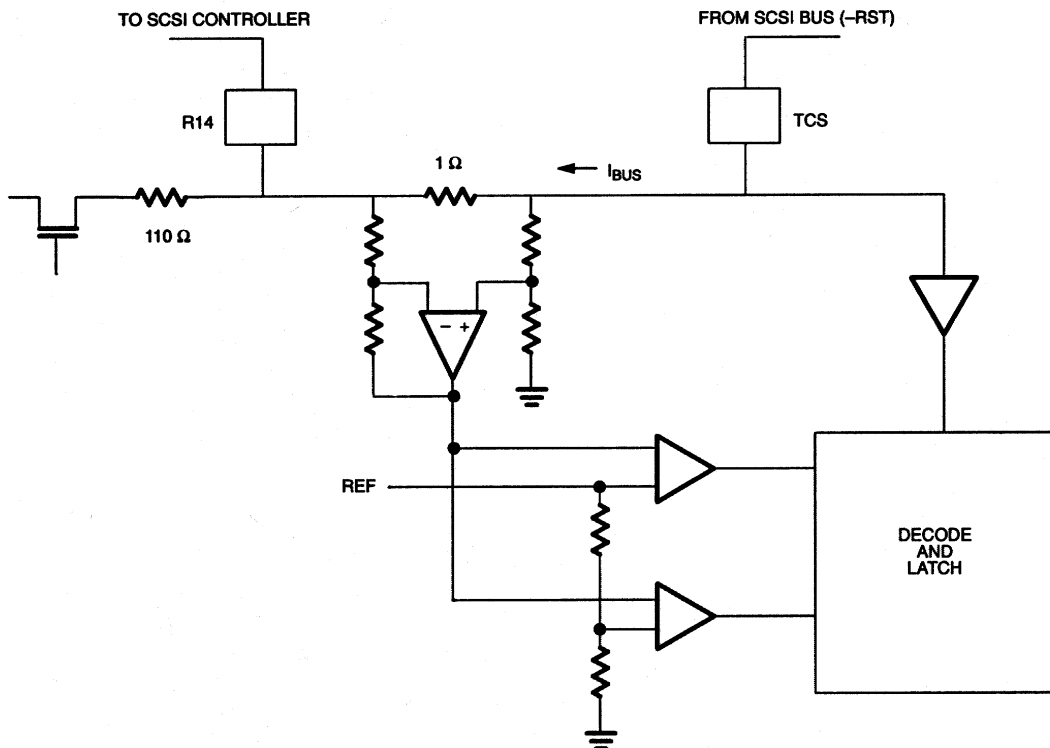 TO SCSI CONTROLLER
FROM SCSI BUS (–RST)
R14
TCS
1 Ω
I_BUS
110 Ω
– +
REF
DECODE
AND
LATCH